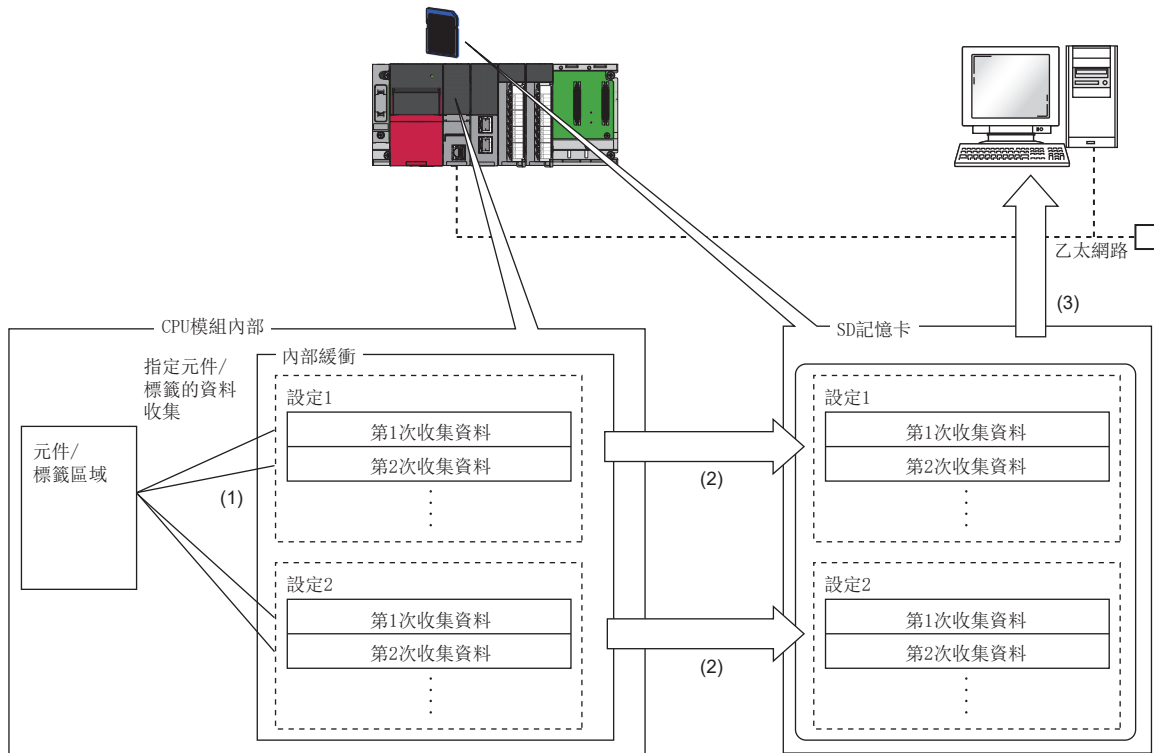 乙太網路
(3)
CPU模組內部
SD記憶卡
指定元件/
標籤的資料
收集
內部緩衝
元件/
標籤區域
(1)
設定1
第1次收集資料
第2次收集資料
(2)
設定1
第1次收集資料
第2次收集資料
設定2
第1次收集資料
第2次收集資料
(2)
設定2
第1次收集資料
第2次收集資料